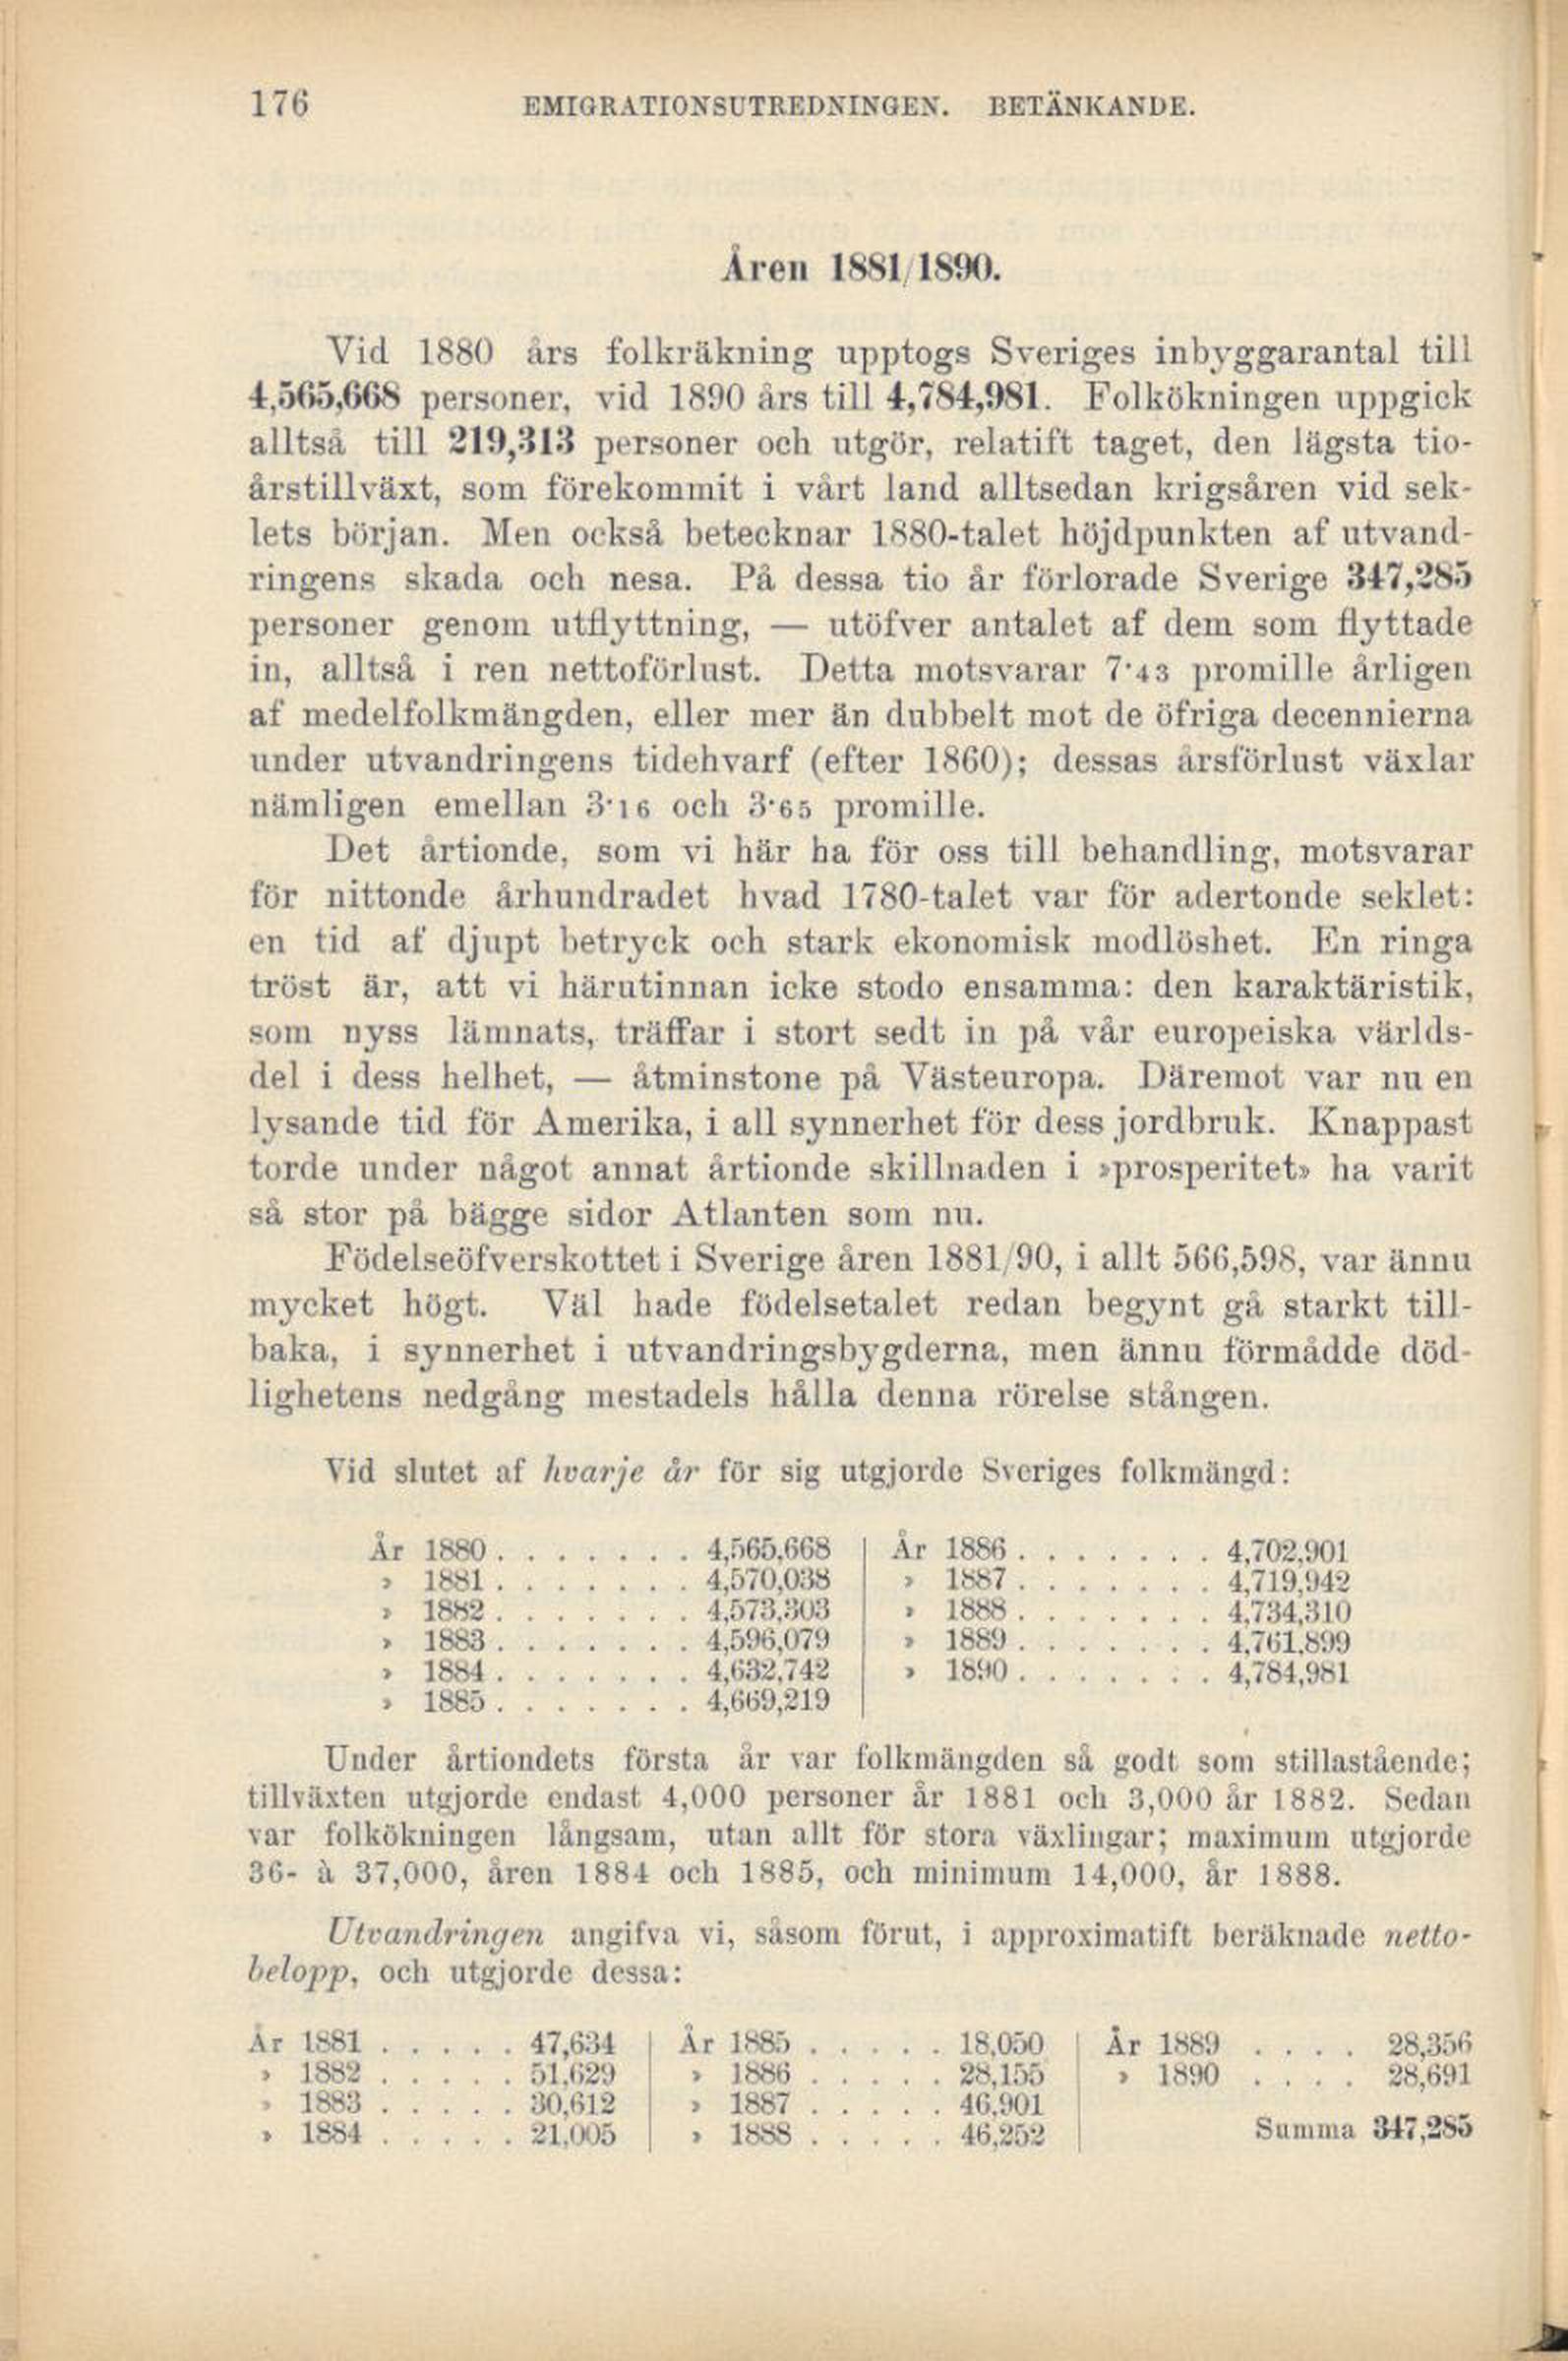 176 EMIGRATIONSUTREDNINGEN. BETÄNKANDE.
Åren 1881/1890.
Vid 1880 års folkräkning upptogs Sveriges inbyggarantal till
4,565,668 personer, vid 1890 års till 4,784,981. Folkökningen uppgick
alltså till 219,313 personer och utgör, relatift taget, den lägsta tio-
årstillväxt, som förekommit i vårt land alltsedan krigsåren vid sek-
lets början. Men också betecknar 1880-talet höjdpunkten af utvand-
ringens skada och nesa. På dessa tio år förlorade Sverige 347,285
personer genom utflyttning, — utöfver antalet af dem som flyttade
in, alltså i ren nettoförlust. Detta motsvarar 7·43 promille årligen
af medelfolkmängden, eller mer än dubbelt mot de öfriga decennierna
under utvandringens tidehvarf (efter 1860); dessas årsförlust växlar
nämligen emellan 3·16 och 3·65 promille.
Det årtionde, som vi här ha för oss till behandling, motsvarar
för nittonde århundradet hvad 1780-talet var för adertonde seklet:
en tid af djupt betryck och stark ekonomisk modlöshet. En ringa
tröst är, att vi härutinnan icke stodo ensamma: den karaktäristik,
som nyss lämnats, träffar i stort sedt in på vår europeiska världs-
del i dess helhet, — åtminstone på Västeuropa. Däremot var nu en
lysande tid för Amerika, i all synnerhet för dess jordbruk. Knappast
torde under något annat årtionde skillnaden i »prosperitet» ha varit
så stor på bägge sidor Atlanten som nu.
Födelseöfverskottet i Sverige åren 1881/90, i allt 566,598, var ännu
mycket högt. Väl hade födelsetalet redan begynt gå starkt till-
baka, i synnerhet i utvandringsbygderna, men ännu förmådde död-
lighetens nedgång mestadels hålla denna rörelse stången.
Vid slutet af hvarje år för sig utgjorde Sveriges folkmängd:
År 1880 . . . . . . . 4,565,668 År 1886 . . . . . . . 4,702,901
» 1881 . . . . . . . 4,570,038 » 1887 . . . . . . . 4,719,942
» 1882 . . . . . . . 4,573,303 » 1888 . . . . . . . 4,734,310
» 1883 . . . . . . . 4,596,079 » 1889 . . . . . . . 4,761,899
» 1884 . . . . . . . 4,632,742 » 1890 . . . . . . . 4,784,981
» 1885 . . . . . . . 4,669,219
Under årtiondets första år var folkmängden så godt som stillastående;
tillväxten utgjorde endast 4,000 personer år 1881 och 3,000 år 1882. Sedan
var folkökningen långsam, utan allt för stora växlingar; maximum utgjorde
36- à 37,000, åren 1884 och 1885, och minimum 14,000, år 1888.
Utvandringen angifva vi, såsom förut, i approximatift beräknade netto-
belopp, och utgjorde dessa:
År 1881 . . . . . 47,634 År 1885 . . . . . 18,050 År 1889 . . . . 28,356
» 1882 . . . . . 51,629 » 1886 . . . . . 28,155 » 1890 . . . . 28,691
» 1883 . . . . . 30,612 » 1887 . . . . . 46,901
» 1884 . . . . . 21,005 » 1888 . . . . . 46,252 Summa 347,285